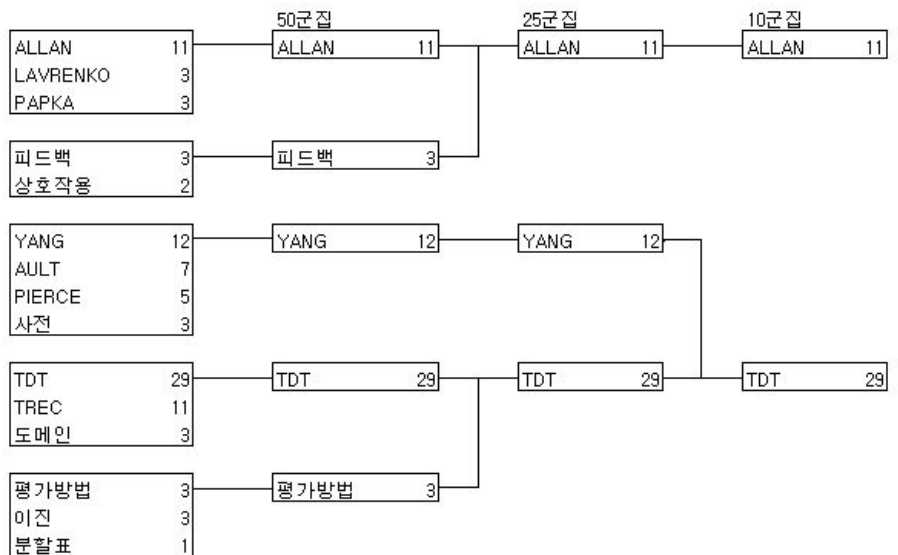 50군집 25군집 10군집
ALLAN 11 ALLAN 11 ALLAN 11 ALLAN 11
LAVRENKO 3
PAPKA 3
피드백 3 피드백 3
상호작용 2
YANG 12 YANG 12 YANG 12
AULT 7
PIERCE 5
사전 3
TDT 29 TDT 29 TDT 29 TDT 29
TREC 11
도메인 3
평가방법 3 평가방법 3
이진 3
분할표 1